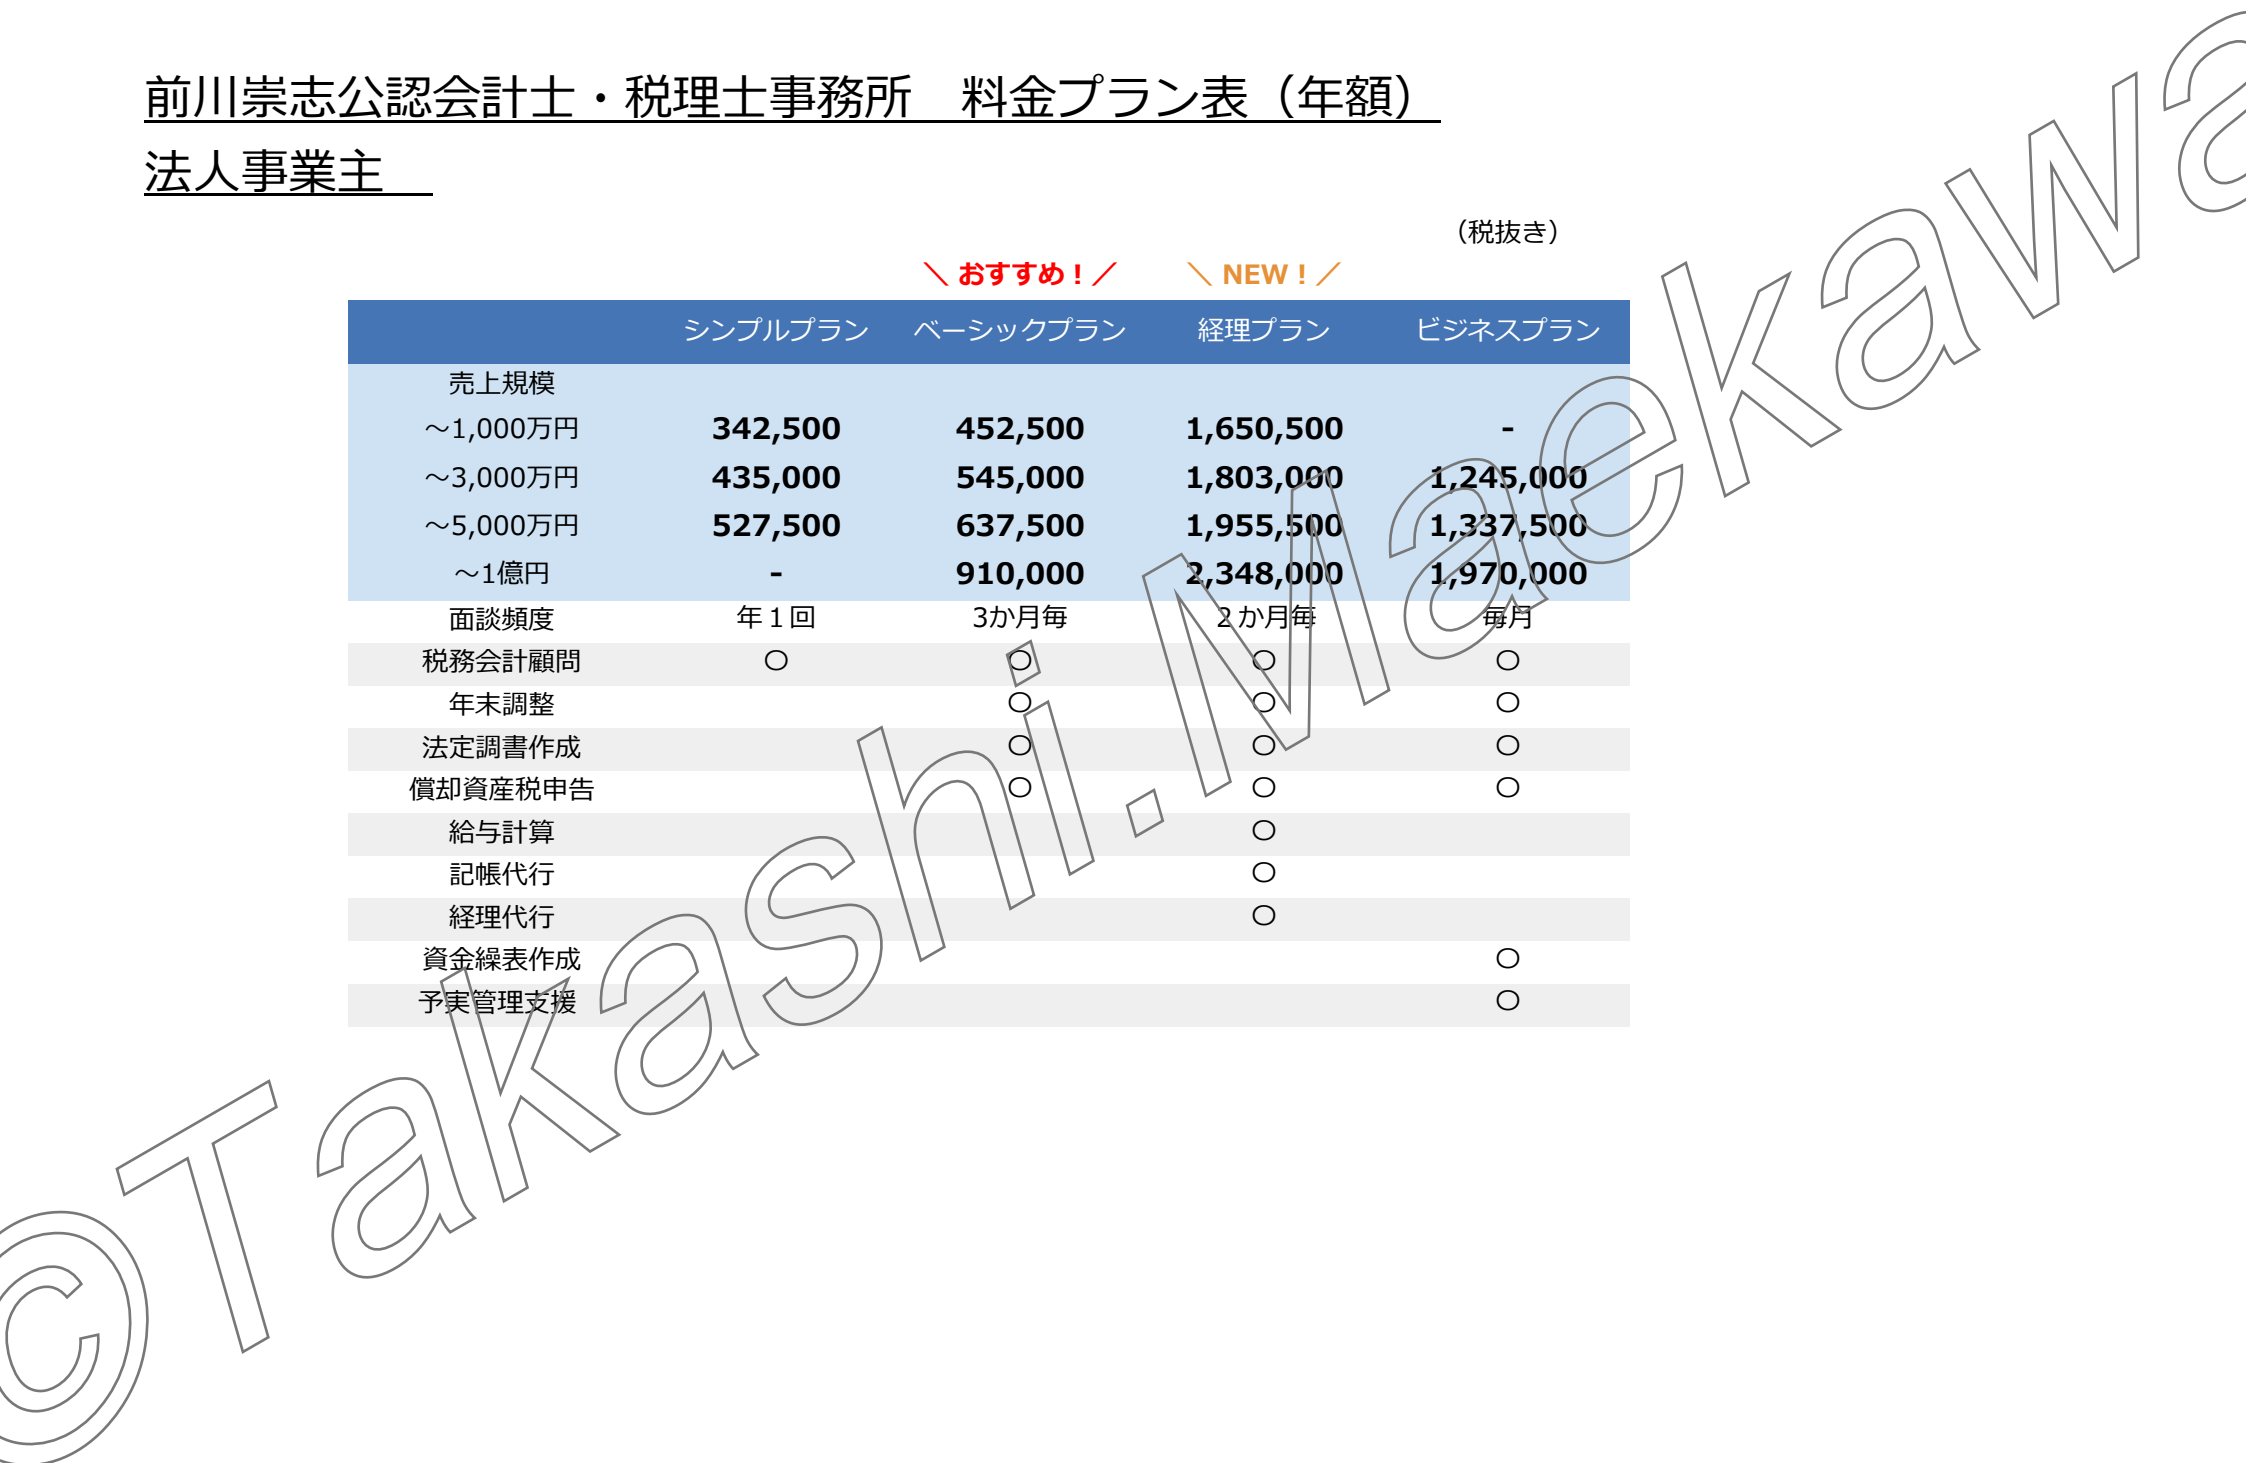 前川崇志公認会計士・税理士事務所　料金プラン表（年額）
法人事業主
（税抜き）
＼ おすすめ！／ ＼ NEW！／
シンプルプラン ベーシックプラン 経理プラン ビジネスプラン
売上規模
～1,000万円 342,500 452,500 1,650,500 -
～3,000万円 435,000 545,000 1,803,000 1,245,000
～5,000万円 527,500 637,500 1,955,500 1,337,500
～1億円 - 910,000 2,348,000 1,970,000
面談頻度 年１回 3か月毎 ２か月毎 毎月
税務会計顧問 〇 〇 〇 〇
年末調整 〇 〇 〇
法定調書作成 〇 〇 〇
償却資産税申告 〇 〇 〇
給与計算 〇
記帳代行 〇
経理代行 〇
資金繰表作成 〇
予実管理支援 〇
©Takashi.Maekawa